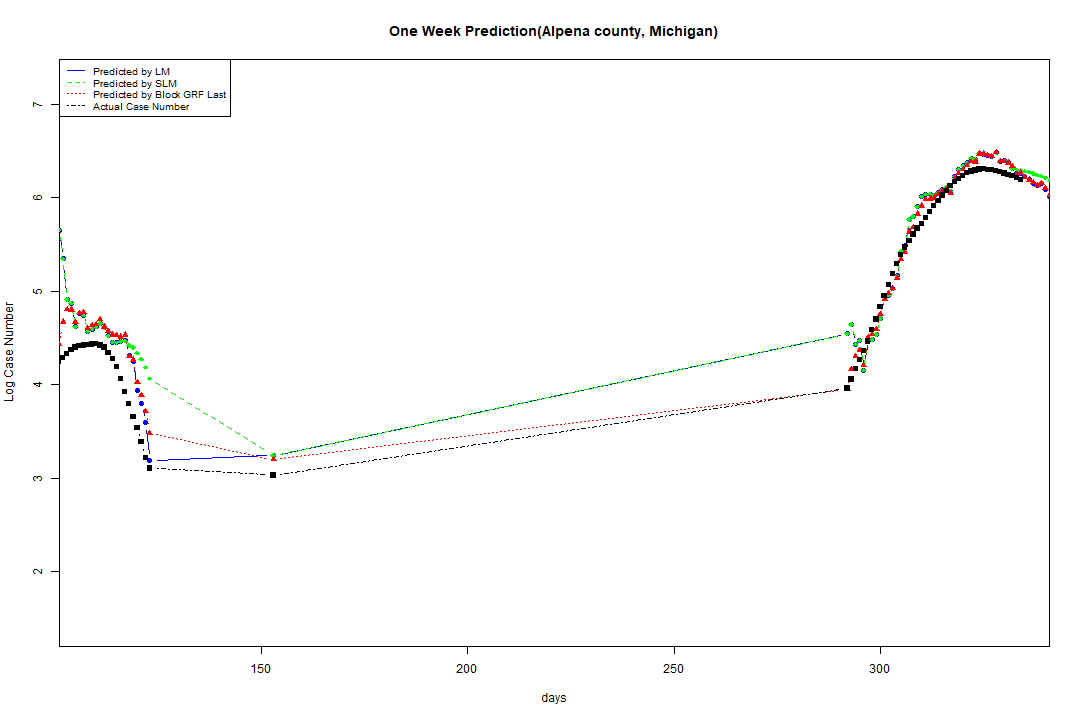 One Week Prediction(Alpena county, Michigan)
Predicted by LM
Predicted by SLM
Predicted by Block GRF Last
Actual Case Number
7
6
5
4
3
2
Log Case Number
150 200 250 300
days